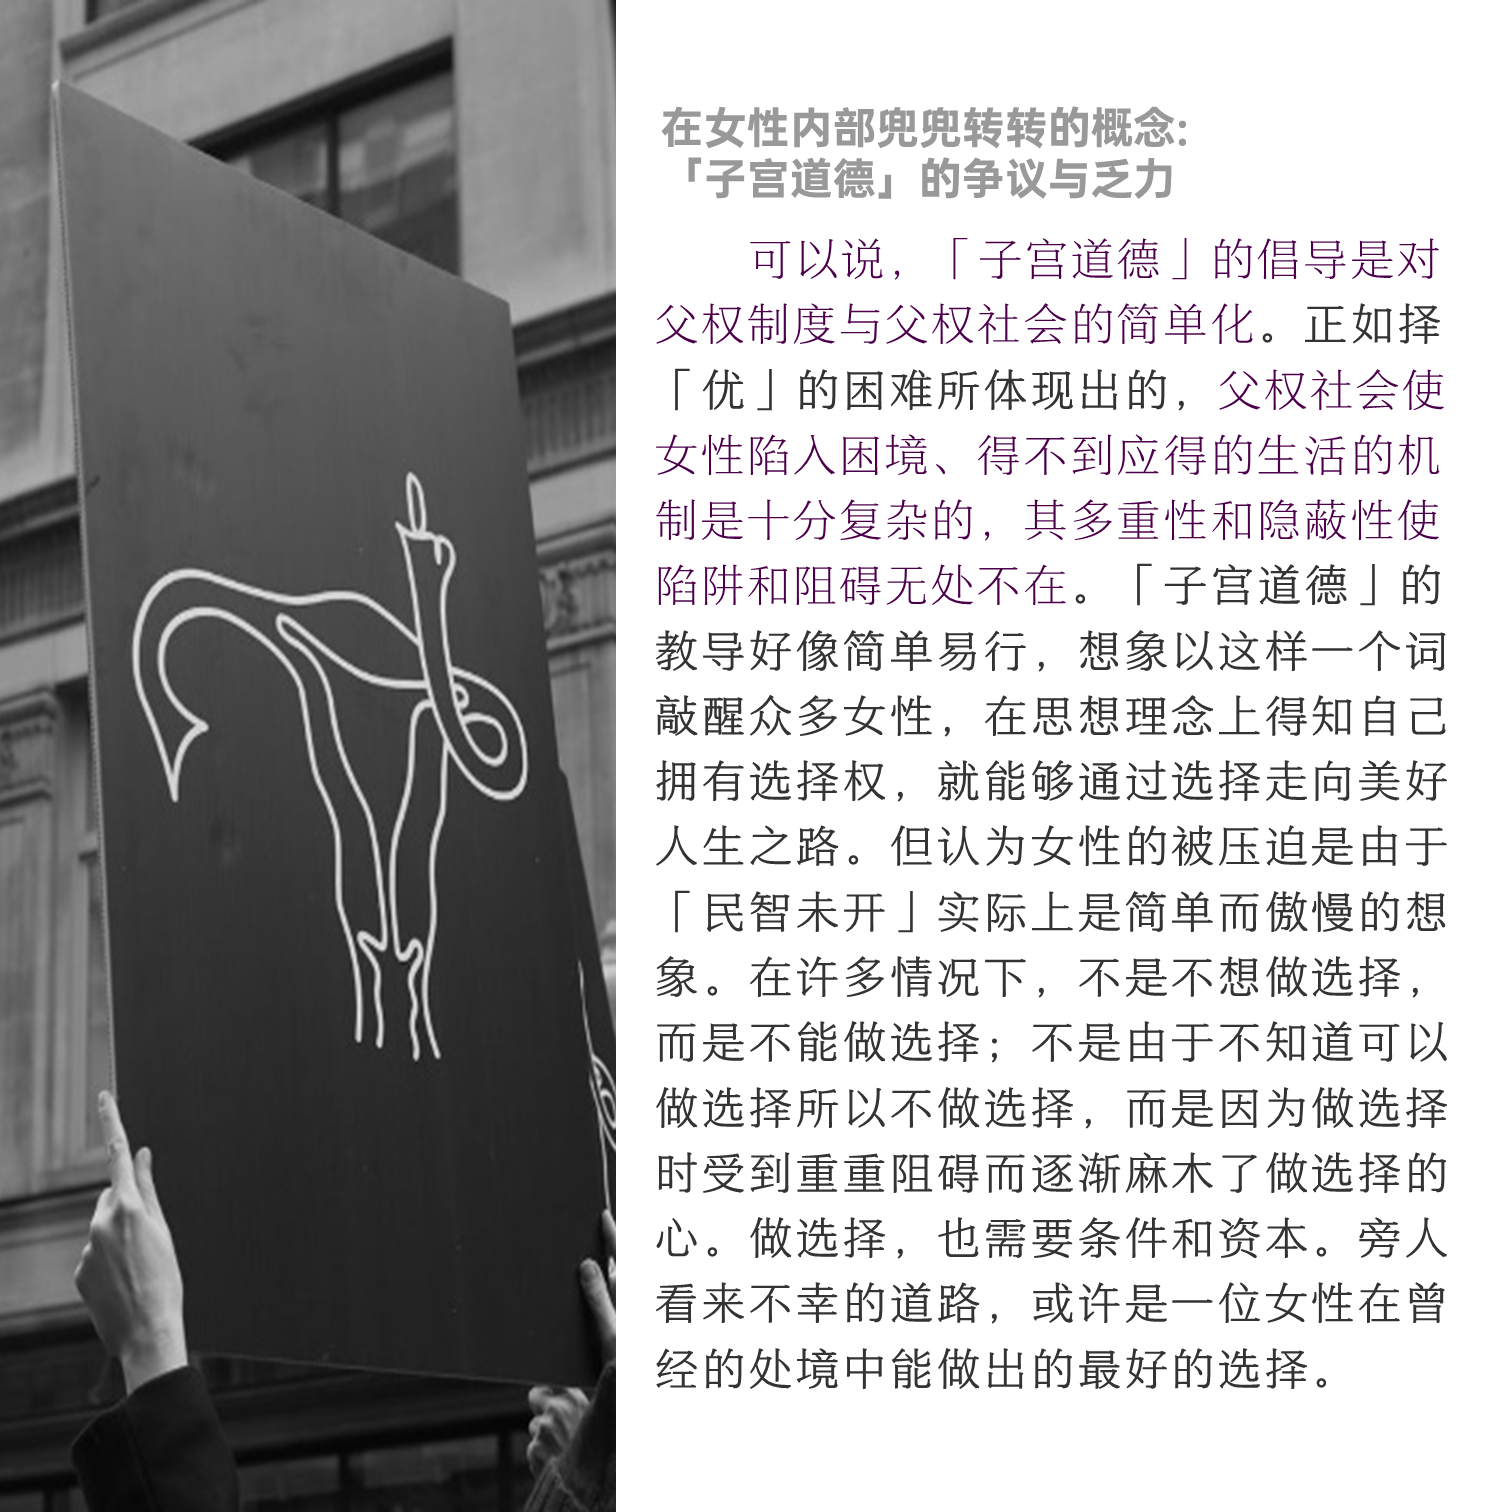 在女性内部兜兜转转的概念:
「子宫道德」的争议与乏力
可以说，「子宫道德」的倡导是对
父权制度与父权社会的简单化。正如择
「优」的困难所体现出的，父权社会使
女性陷入困境、得不到应得的生活的机
制是十分复杂的，其多重性和隐蔽性使
陷阱和阻碍无处不在。「子宫道德」的
教导好像简单易行，想象以这样一个词
敲醒众多女性，在思想理念上得知自己
拥有选择权，就能够通过选择走向美好
人生之路。但认为女性的被压迫是由于
「民智未开」实际上是简单而傲慢的想
象。在许多情况下，不是不想做选择，
而是不能做选择；不是由于不知道可以
做选择所以不做选择，而是因为做选择
时受到重重阻碍而逐渐麻木了做选择的
心。做选择，也需要条件和资本。旁人
看来不幸的道路，或许是一位女性在曾
经的处境中能做出的最好的选择。